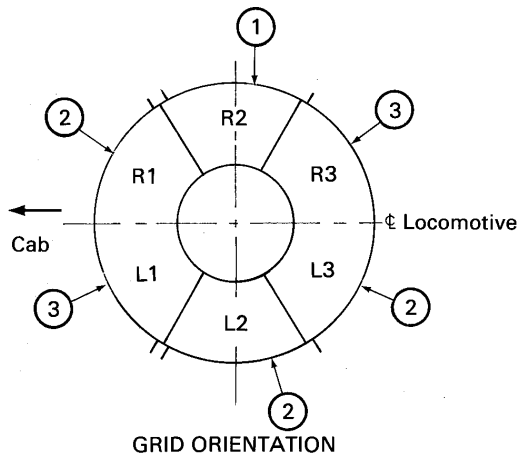 1
2
R2
3
R1
R3
℄ Locomotive
Cab
L1
L3
3
L2
2
2
GRID ORIENTATION